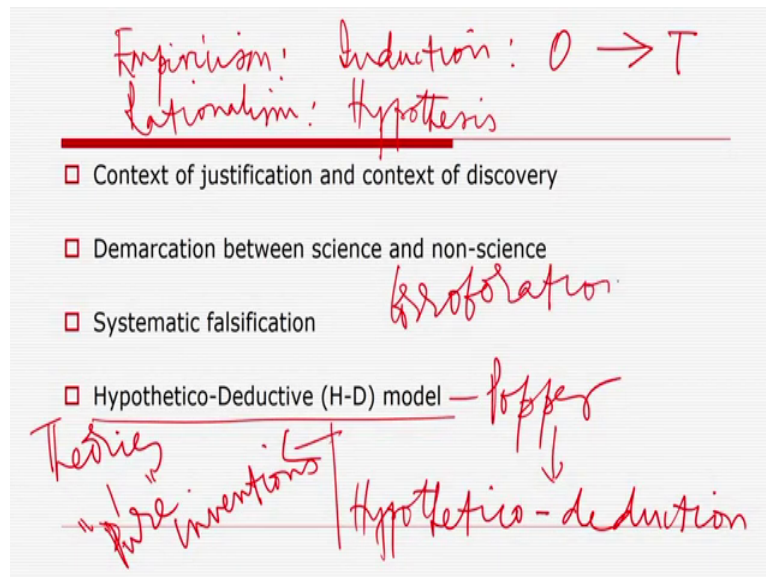 Empiricism: Induction: O → T
Rationalism: Hypothesis
Context of justification and context of discovery
Demarcation between science and non-science
Corroboration
Systematic falsification
Hypothetico-Deductive (H-D) model — Popper
Theories
"Pure" inventions
Hypothetico-deduction